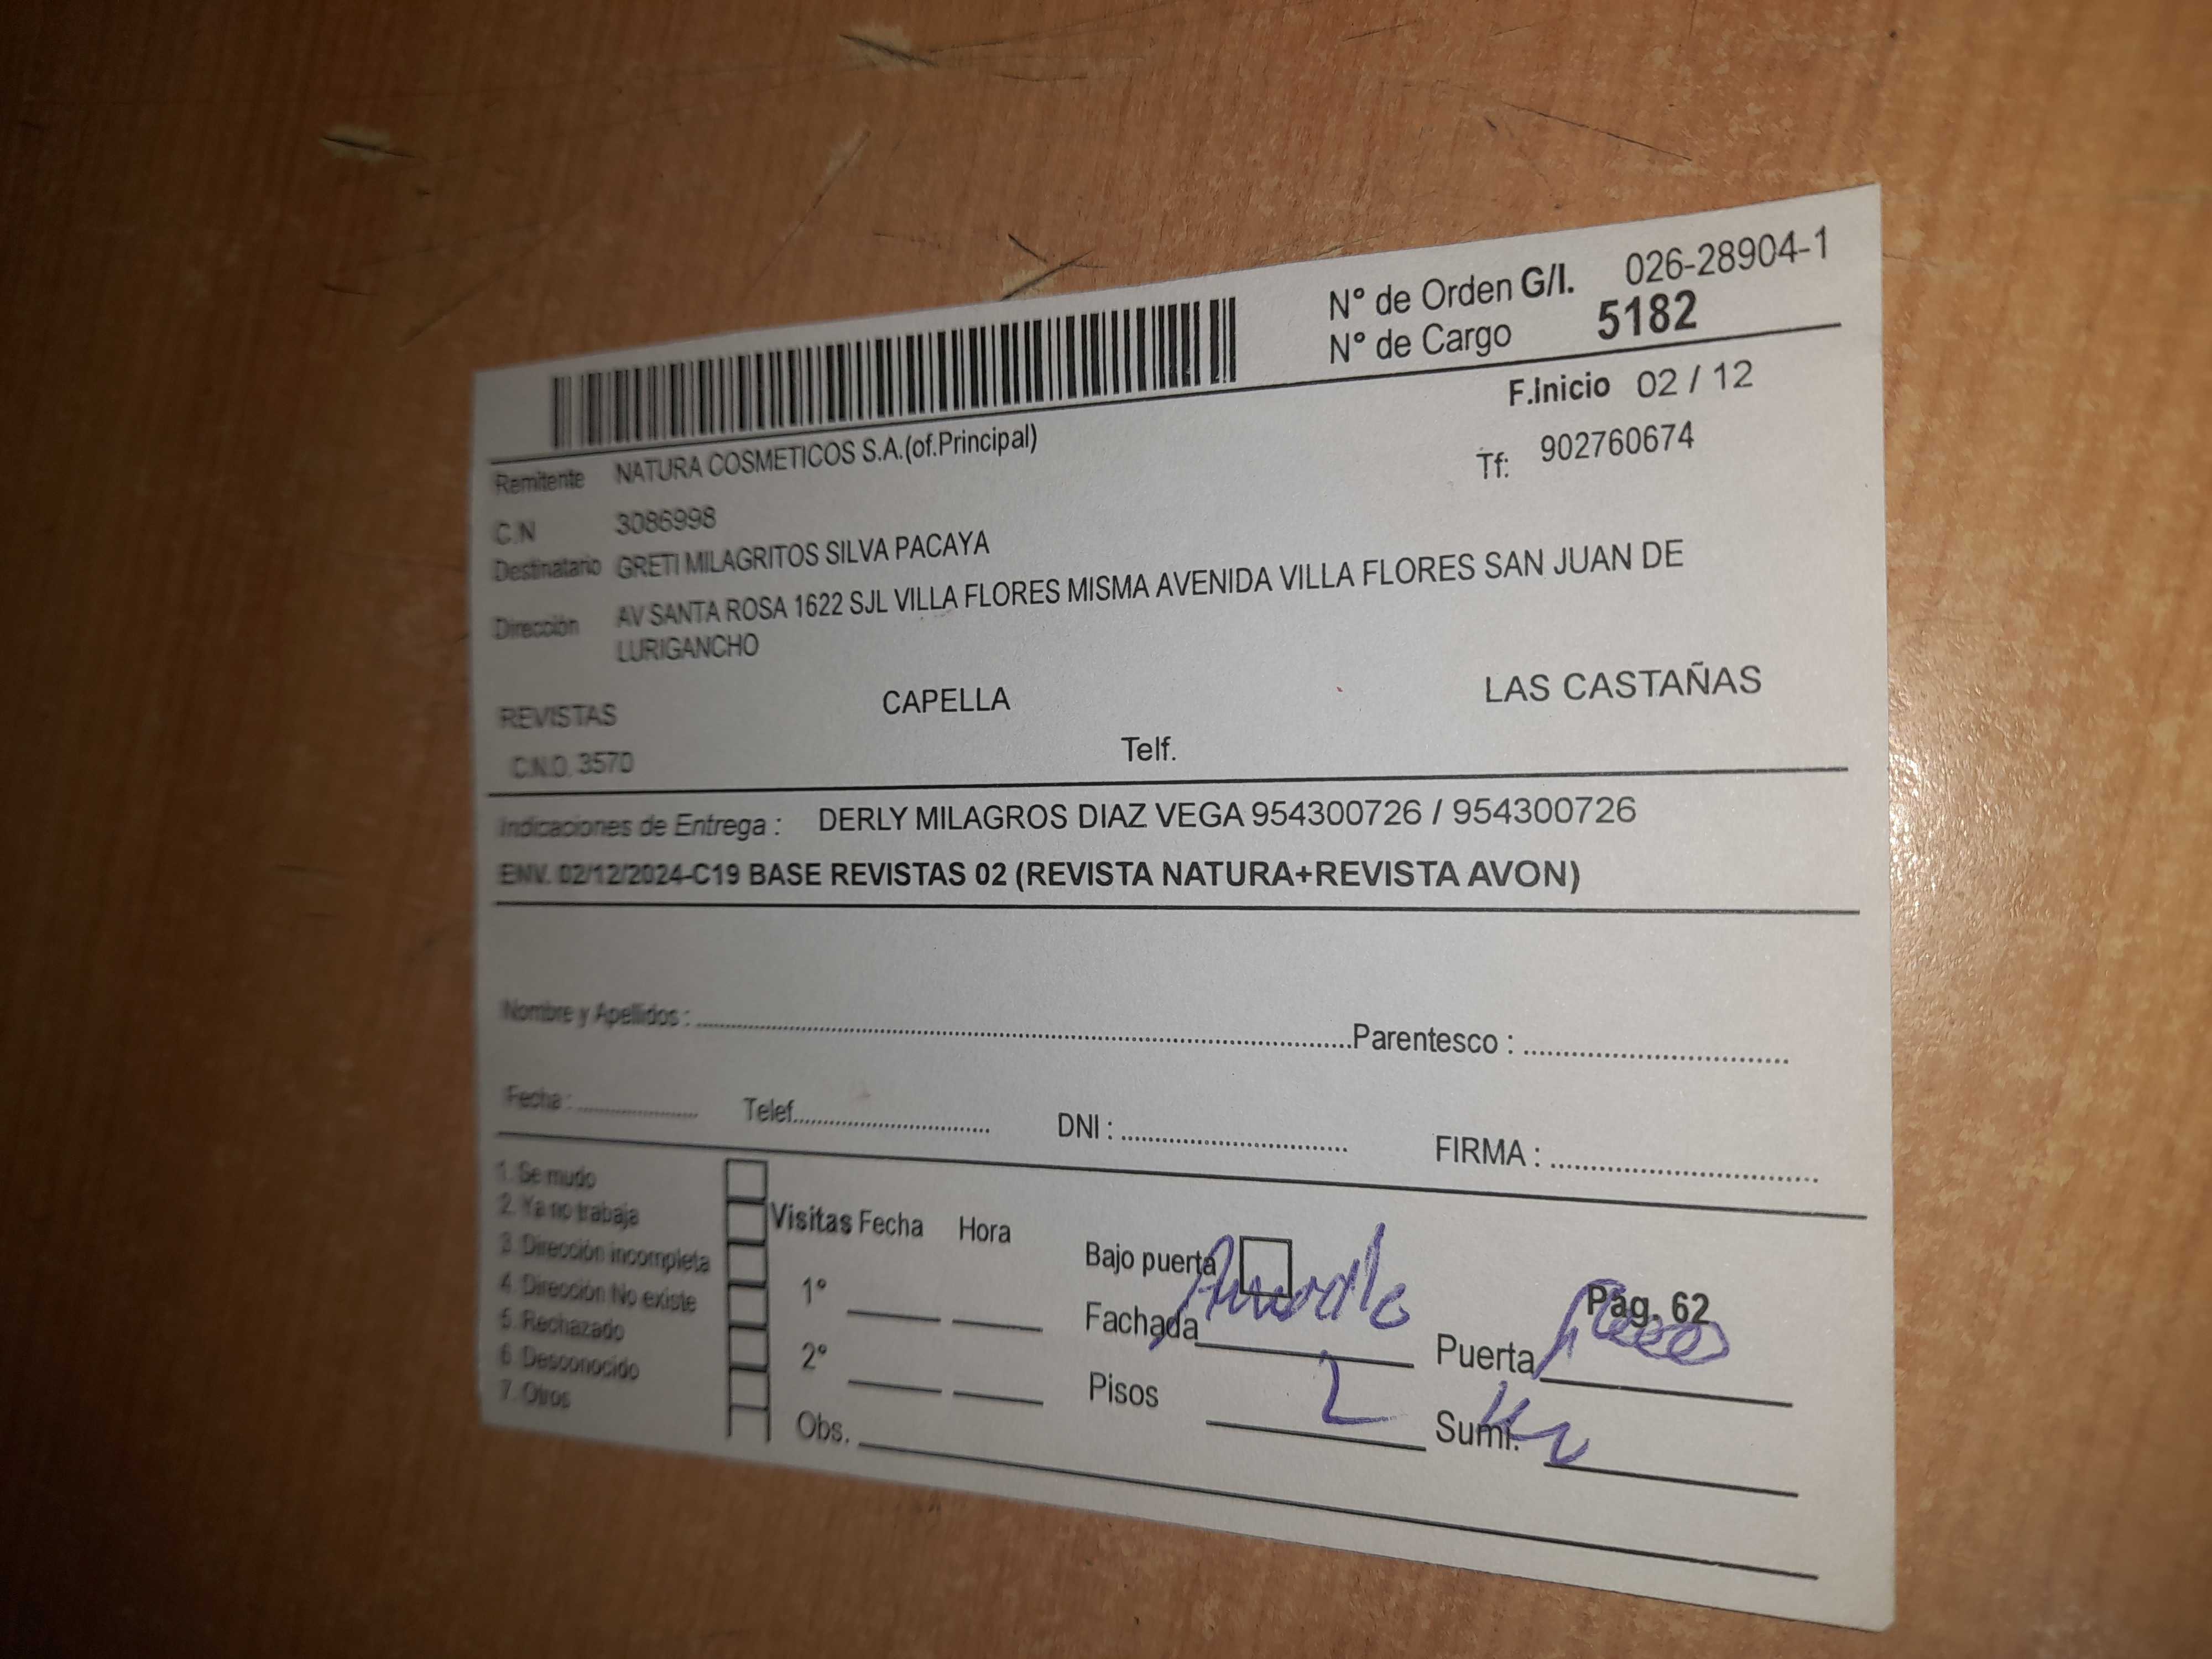 N° de Orden G/I. 026-28904-1
N° de Cargo 5182
F.Inicio 02 / 12
Remitente NATURA COSMETICOS S.A.(of.Principal)
Tf: 902760674
C.N 3086998
Destinatario GRETI MILAGRITOS SILVA PACAYA
Dirección AV SANTA ROSA 1622 SJL VILLA FLORES MISMA AVENIDA VILLA FLORES SAN JUAN DE
LURIGANCHO
REVISTAS CAPELLA LAS CASTAÑAS
C.N.O. 3570 Telf.
Indicaciones de Entrega : DERLY MILAGROS DIAZ VEGA 954300726 / 954300726
ENV. 02/12/2024-C19 BASE REVISTAS 02 (REVISTA NATURA+REVISTA AVON)
Nombre y Apellidos : Parentesco :
Fecha : Telef. DNI : FIRMA :
1. Se mudo
2. Ya no trabaja
3. Dirección incompleta
4. Dirección No existe
5. Rechazado
6. Desconocido
7. Otros
Visitas Fecha Hora
1°
2°
Obs.
Bajo puerta
Pág. 62
Fachada Puerta
Pisos 2 Sumi.